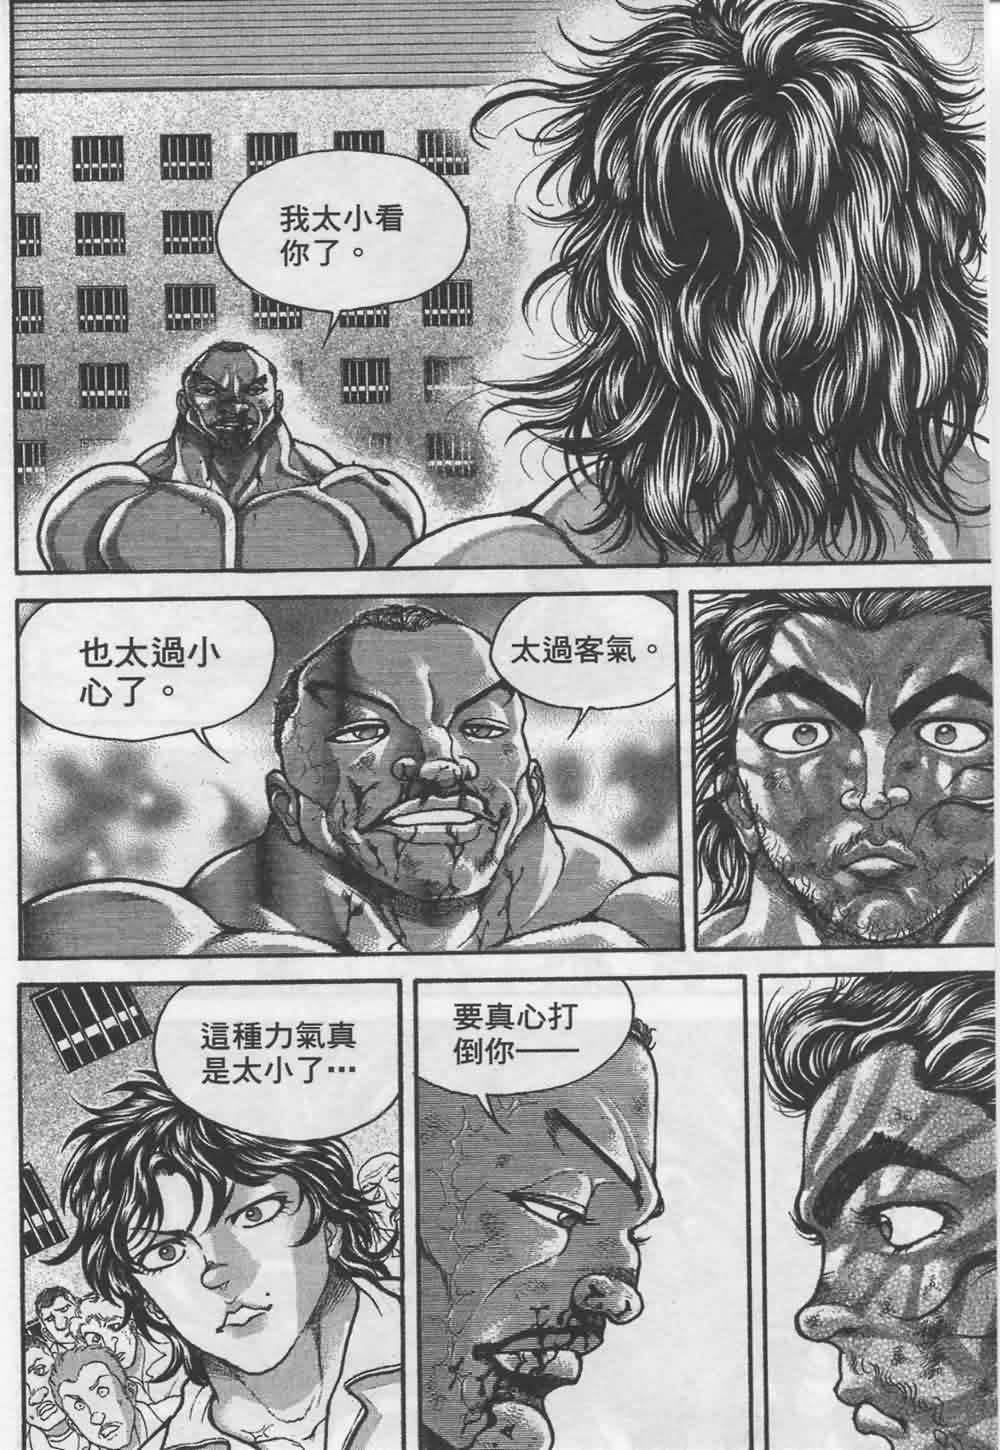 我太小看
你了。
太過客氣。
也太過小
心了。
要真心打
倒你——
這種力氣真
是太小了…